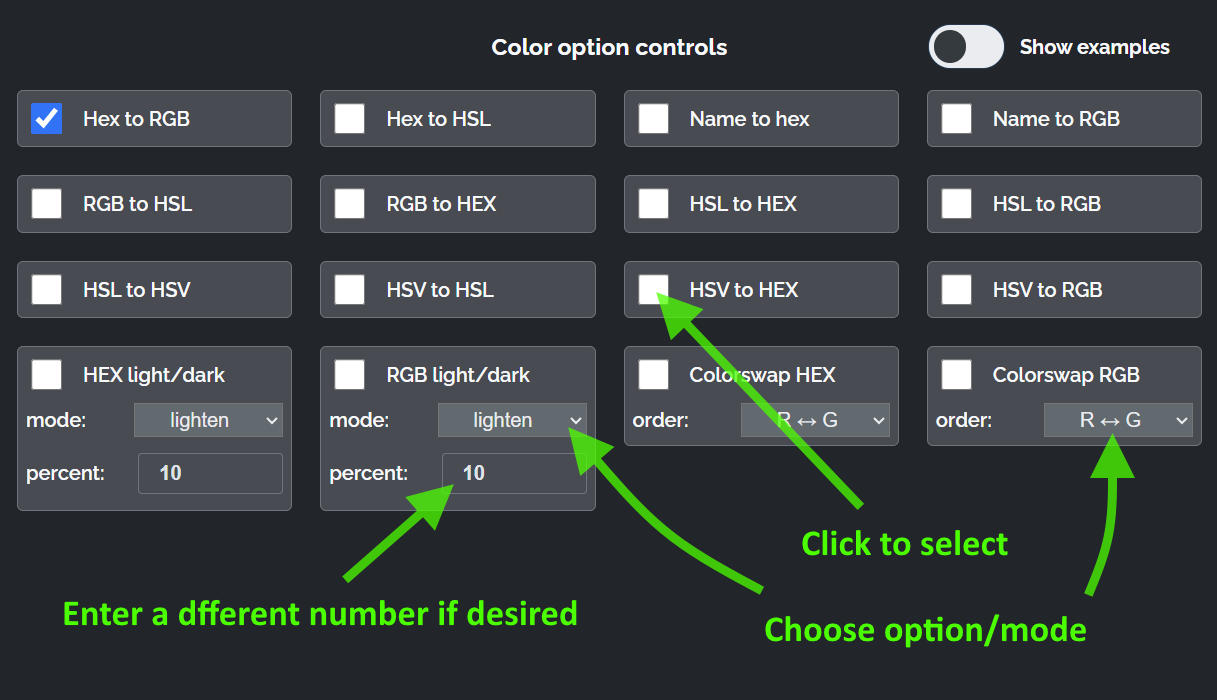 Color option controls
Show examples
Hex to RGB
Hex to HSL
Name to hex
Name to RGB
RGB to HSL
RGB to HEX
HSL to HEX
HSL to RGB
HSL to HSV
HSV to HSL
HSV to HEX
HSV to RGB
HEX light/dark
mode: lighten
percent: 10
RGB light/dark
mode: lighten
percent: 10
Colorswap HEX
order: R ↔ G
Colorswap RGB
order: R ↔ G
Click to select
Enter a dfferent number if desired
Choose option/mode